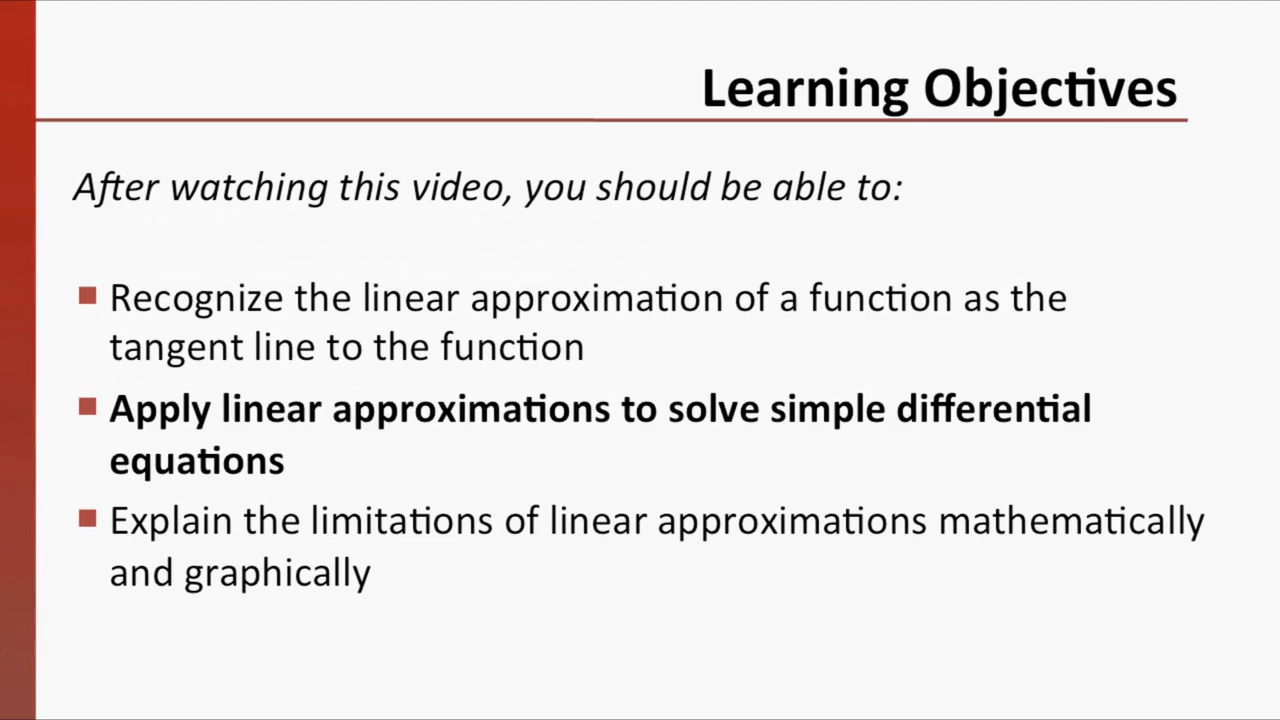 Learning Objectives
After watching this video, you should be able to:
Recognize the linear approximation of a function as the
tangent line to the function
Apply linear approximations to solve simple differential
equations
Explain the limitations of linear approximations mathematically
and graphically